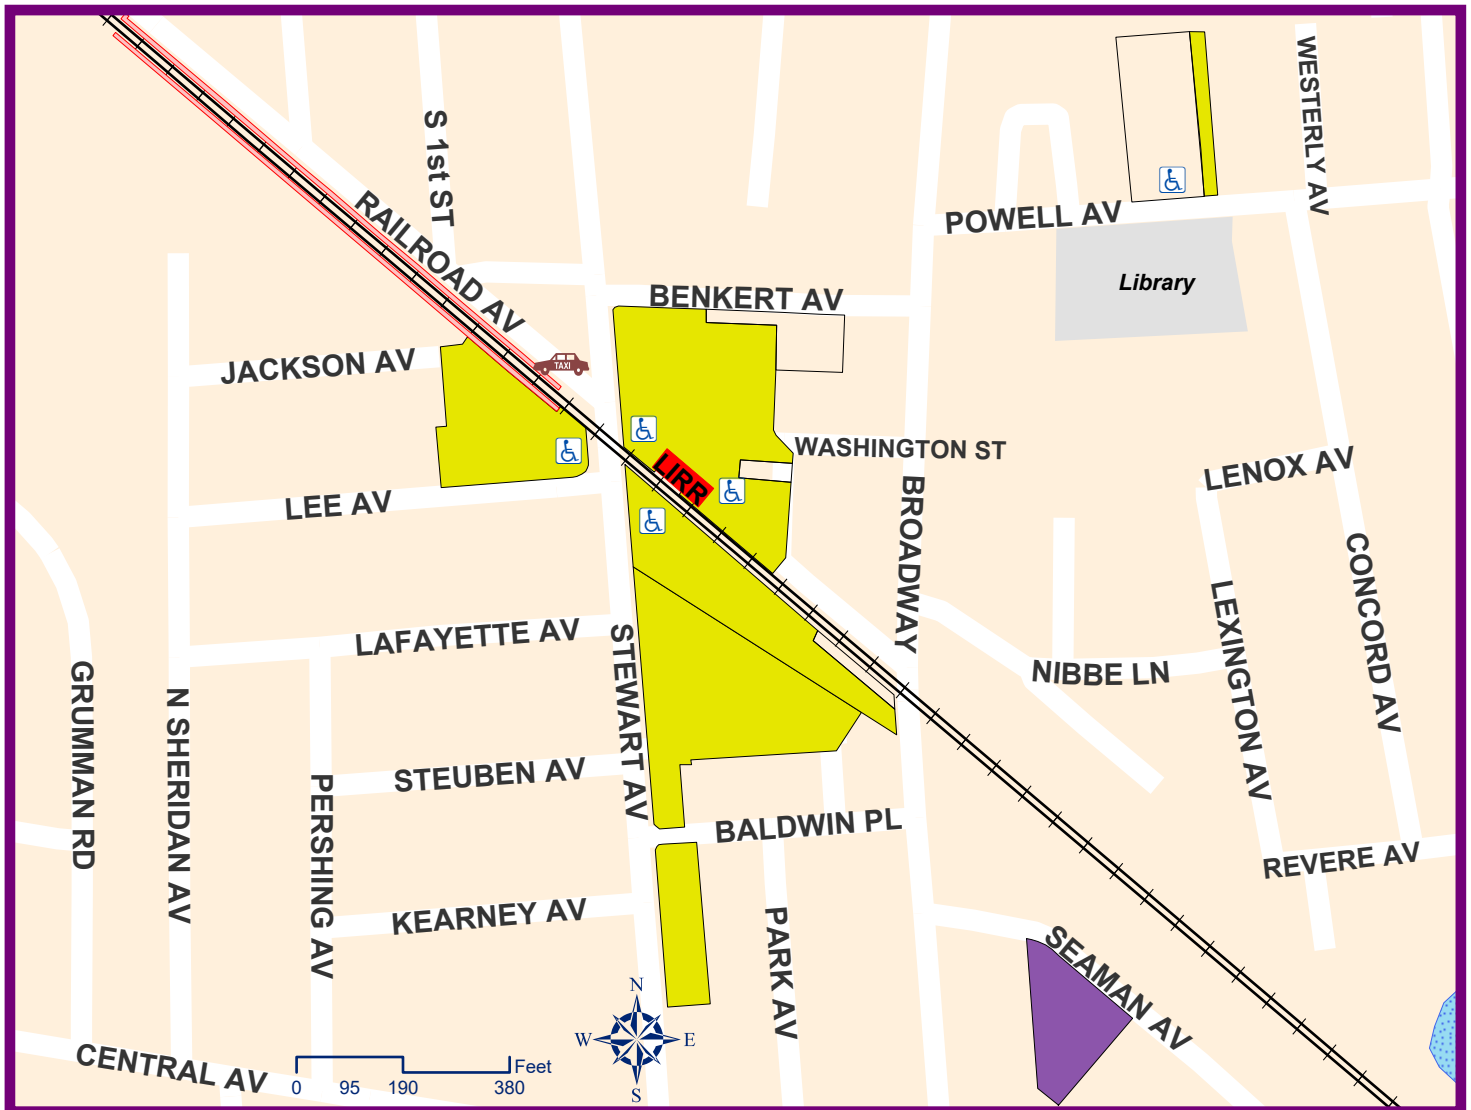 WESTERLY AV
S 1st ST
RAILROAD AV
POWELL AV
Library
BENKERT AV
JACKSON AV
TAXI
WASHINGTON ST
LIRR
LENOX AV
LEE AV
BROADWAY
CONCORD AV
LEXINGTON AV
LAFAYETTE AV
STEWART AV
NIBBE LN
GRUMMAN RD
N SHERIDAN AV
PERSHING AV
STEUBEN AV
BALDWIN PL
REVERE AV
KEARNEY AV
PARK AV
SEAMAN AV
N
W E
S
CENTRAL AV
Feet
0 95 190 380